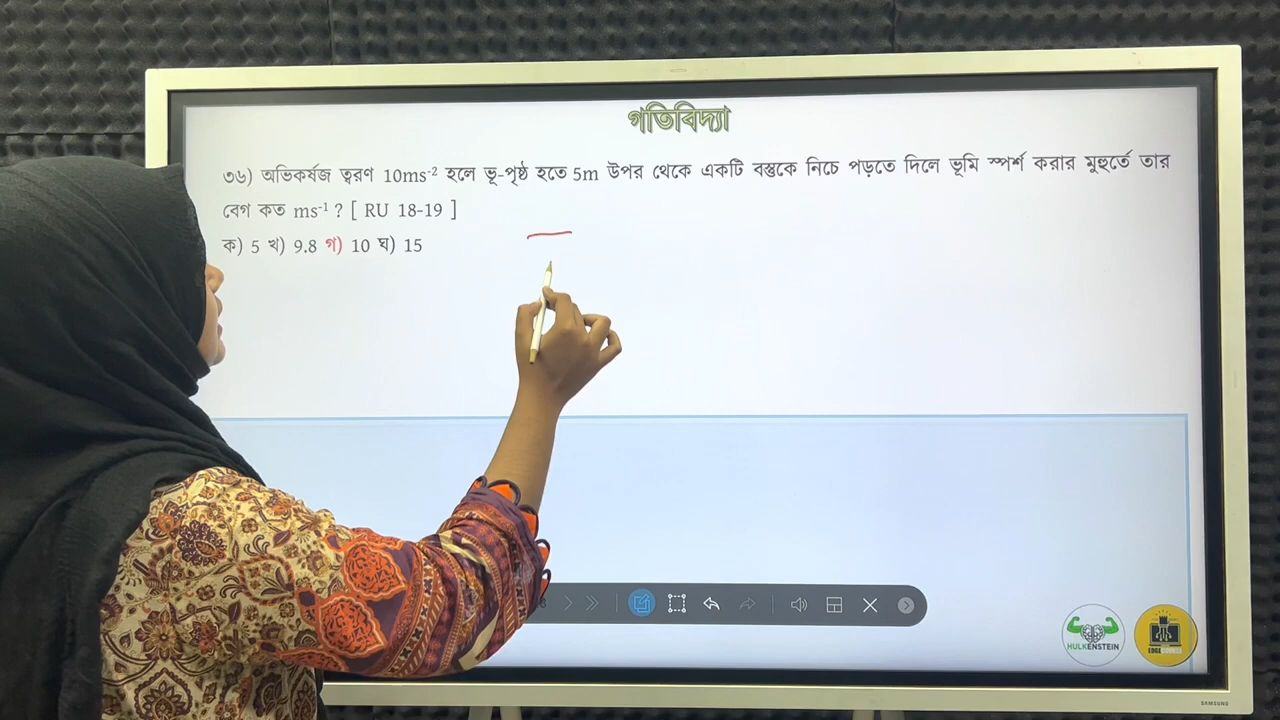 গতিবিদ্যা
৩৬) অভিকর্ষজ ত্বরণ 10ms⁻² হলে ভূ-পৃষ্ঠ হতে 5m উপর থেকে একটি বস্তুকে নিচে পড়তে দিলে ভূমি স্পর্শ করার মুহুর্তে তার
বেগ কত ms⁻¹ ? [ RU 18-19 ]
ক) 5 খ) 9.8 গ) 10 ঘ) 15
HULKENSTEIN
SAMSUNG